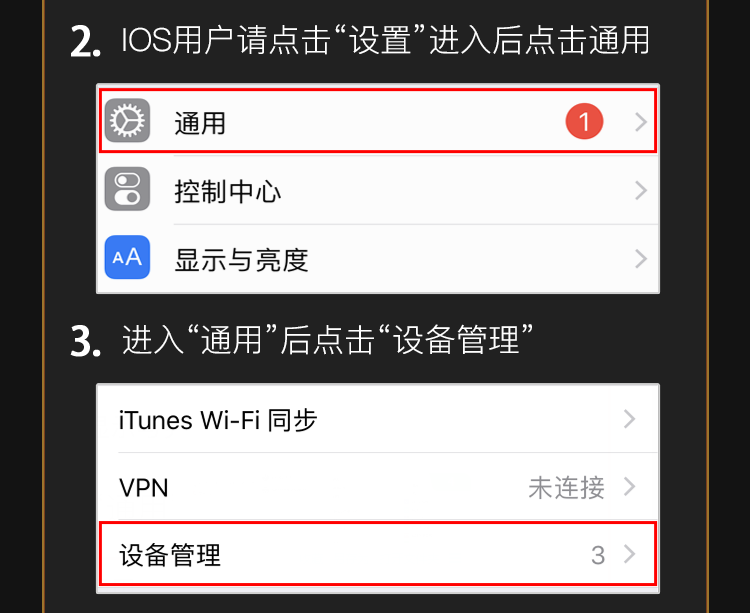 2. IOS用户请点击“设置”进入后点击通用
通用 1
控制中心
AA 显示与亮度
3. 进入“通用”后点击“设备管理”
iTunes Wi-Fi 同步
VPN 未连接
设备管理 3